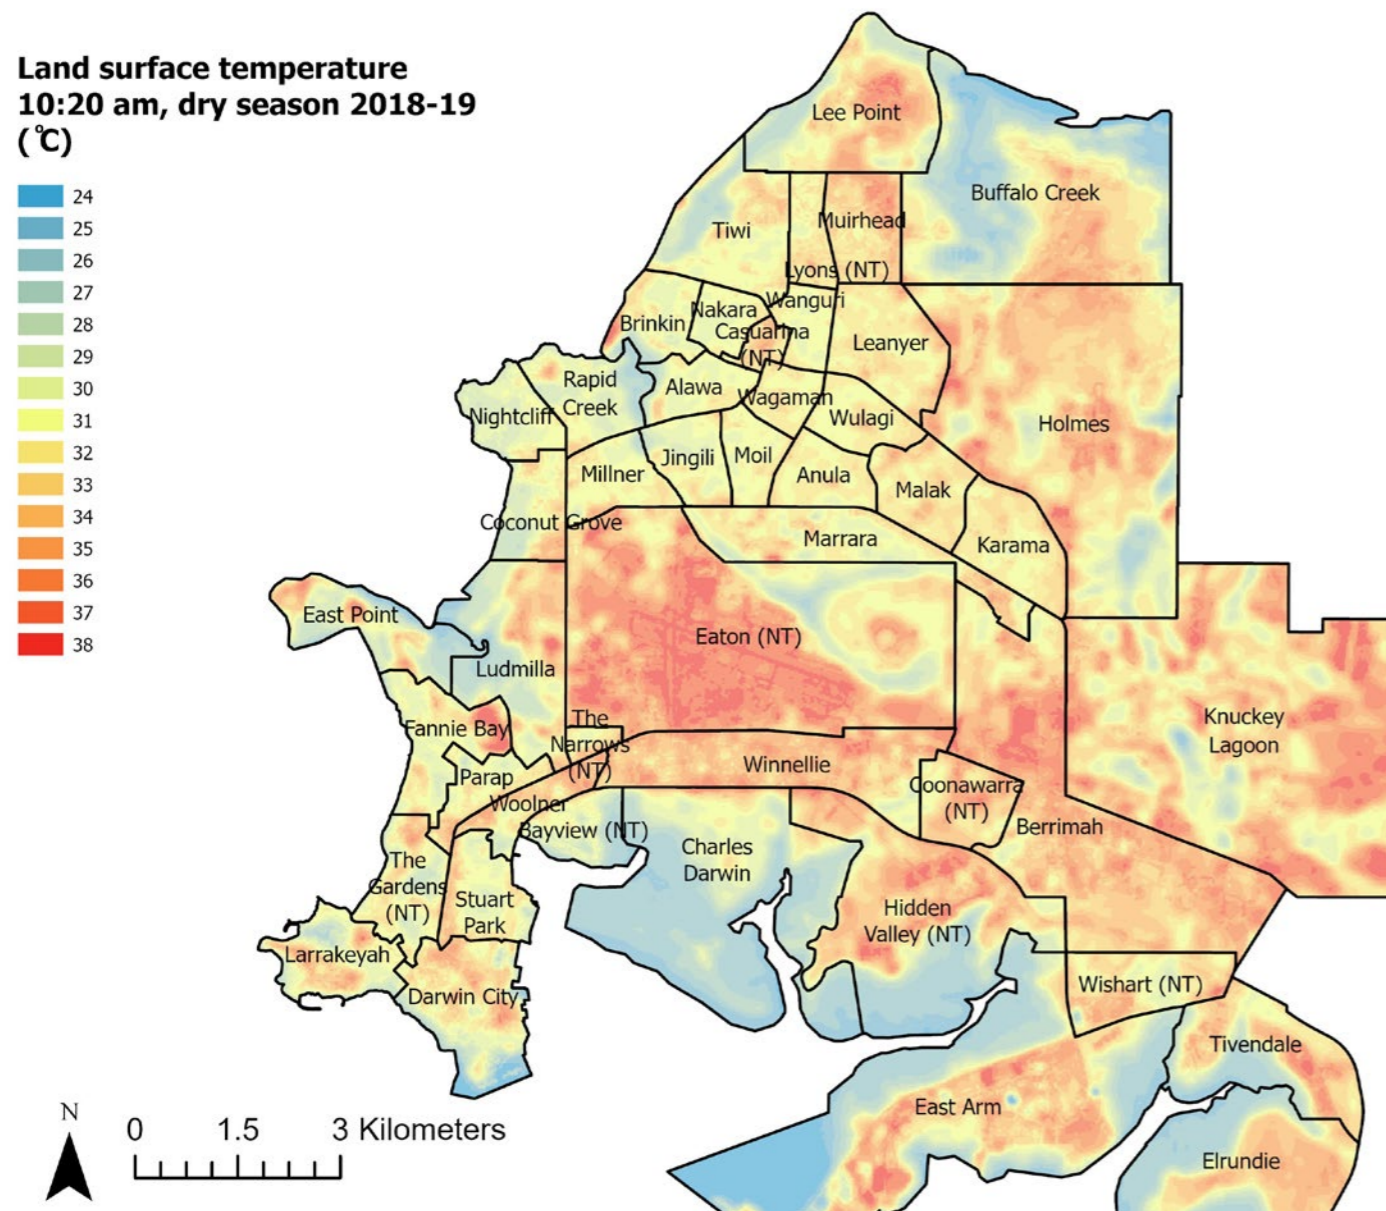 Land surface temperature
10:20 am, dry season 2018-19
(°C)
24
25
26
27
28
29
30
31
32
33
34
35
36
37
38
Lee Point
Buffalo Creek
Tiwi
Muirhead
Lyons (NT)
Wanguri
Nakara
Brinkin
Casuarina
(NT)
Leanyer
Rapid
Creek
Alawa
Wagaman
Nightcliff
Wulagi
Holmes
Jingili
Moil
Millner
Anula
Malak
Coconut Grove
Marrara
Karama
East Point
Eaton (NT)
Ludmilla
Knuckey
Lagoon
Fannie Bay
The
Narrows
(NT)
Winnellie
Parap
Coonawarra
(NT)
Woolner
Bayview (NT)
Berrimah
Charles
Darwin
The
Gardens
(NT)
Stuart
Park
Hidden
Valley (NT)
Larrakeyah
Wishart (NT)
Darwin City
Tivendale
East Arm
Elrundie
N
0 1.5 3 Kilometers